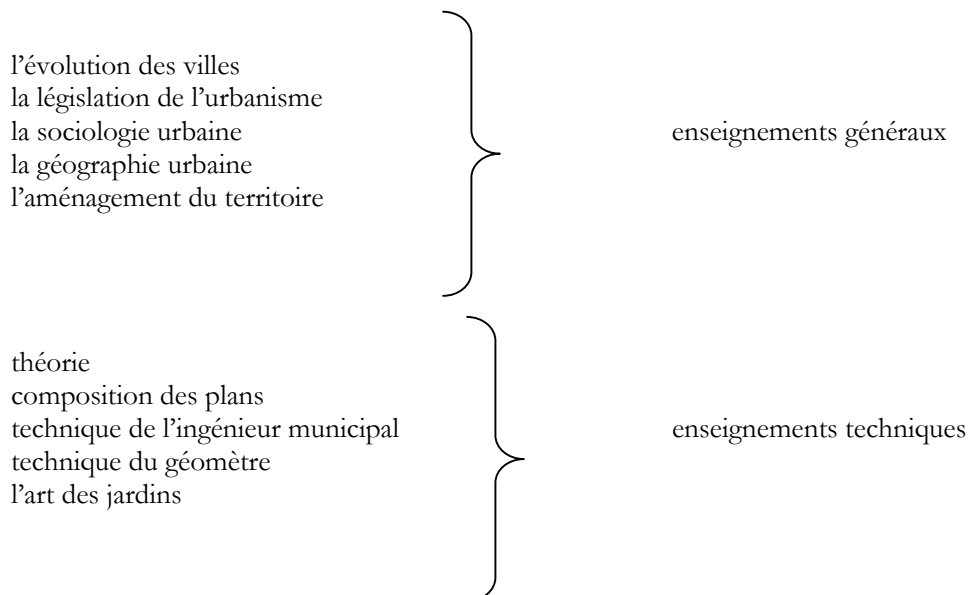 l’évolution des villes
la législation de l’urbanisme
la sociologie urbaine
la géographie urbaine
l’aménagement du territoire
enseignements généraux
théorie
composition des plans
technique de l’ingénieur municipal
technique du géomètre
l’art des jardins
enseignements techniques